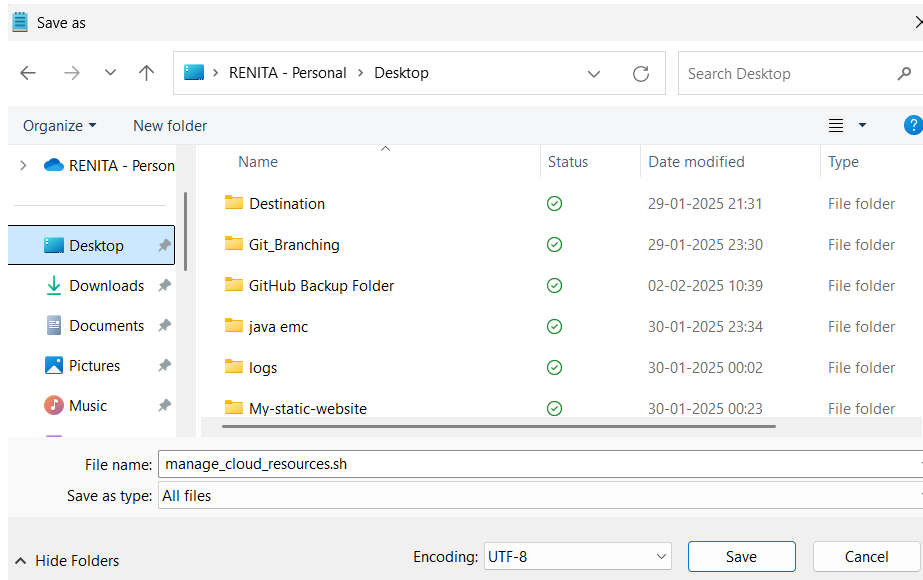 Save as
RENITA - Personal > Desktop
Search Desktop
Organize
New folder
?
RENITA - Person
Desktop
Downloads
Documents
Pictures
Music
Name Status Date modified Type
Destination 29-01-2025 21:31 File folder
Git_Branching 29-01-2025 23:30 File folder
GitHub Backup Folder 02-02-2025 10:39 File folder
java emc 30-01-2025 23:34 File folder
logs 30-01-2025 00:02 File folder
My-static-website 30-01-2025 00:23 File folder
File name: manage_cloud_resources.sh
Save as type: All files
Hide Folders
Encoding: UTF-8
Save
Cancel